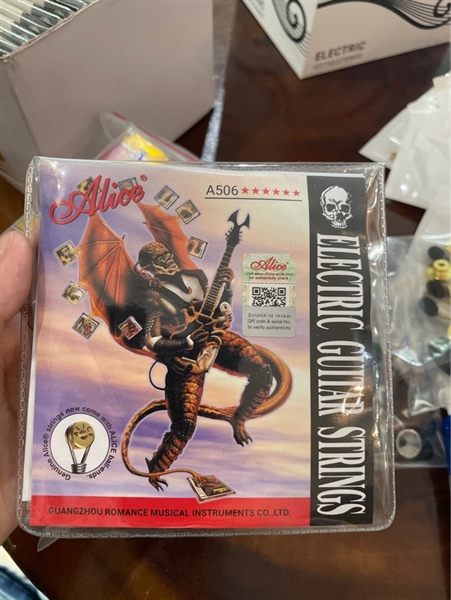 ELECTRIC
Alice®
A506 ★★★★★★
Alice
Scratch to reveal
QR code & serial No.
to verify authenticity
ELECTRIC GUITAR STRINGS
Genuine Alice® strings now come with ALICE ball-ends.
GUANGZHOU ROMANCE MUSICAL INSTRUMENTS CO.,LTD.